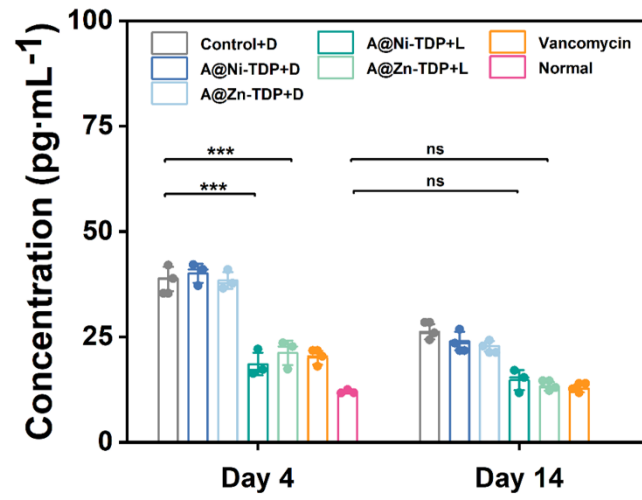 Concentration (pg·mL⁻¹)
100
75
50
25
0
Control+D
A@Ni-TDP+D
A@Zn-TDP+D
A@Ni-TDP+L
A@Zn-TDP+L
Vancomycin
Normal
***
***
ns
ns
Day 4
Day 14